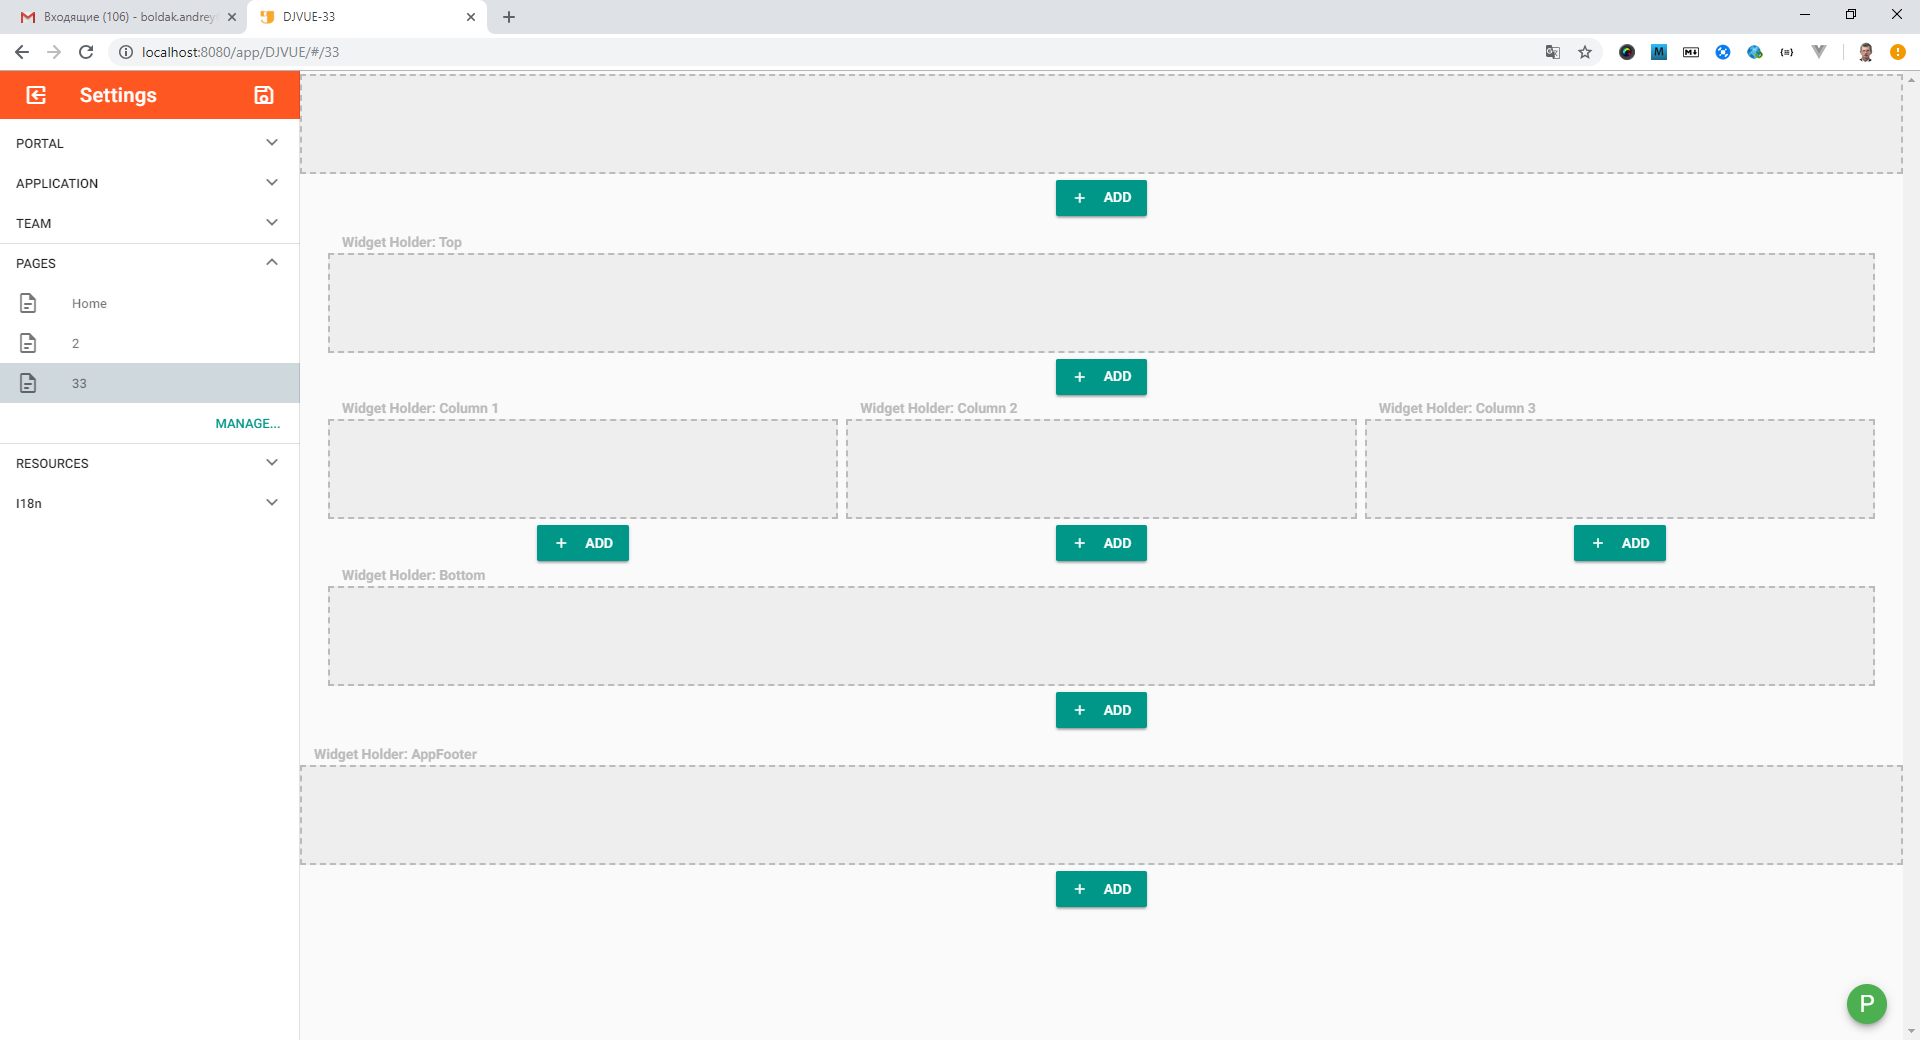 Входящие (106) - boldak.andrey
DJVUE-33
localhost:8080/app/DJVUE/#/33
Settings
PORTAL
APPLICATION
TEAM
PAGES
Home
2
33
MANAGE...
RESOURCES
I18n
+ ADD
Widget Holder: Top
+ ADD
Widget Holder: Column 1
Widget Holder: Column 2
Widget Holder: Column 3
+ ADD
+ ADD
+ ADD
Widget Holder: Bottom
+ ADD
Widget Holder: AppFooter
+ ADD
P